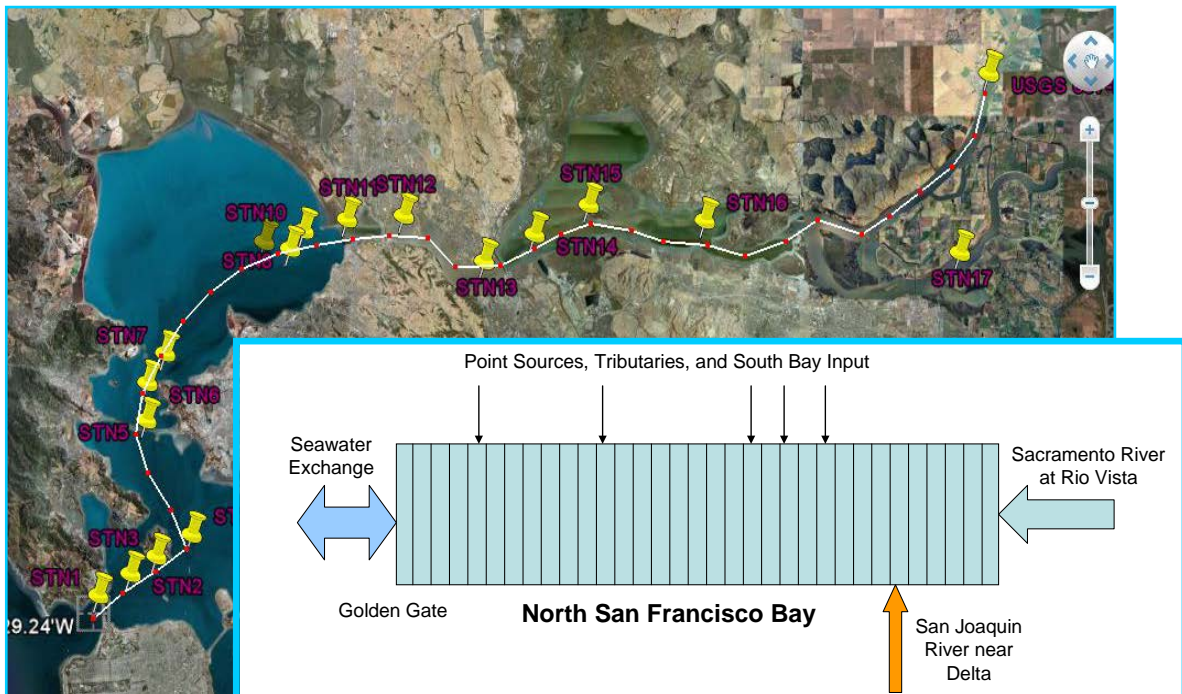 USGS
STN15
STN11
STN12
STN16
STN10
STN9
STN14
STN17
STN13
STN7
STN6
STN5
STN3
STN1
STN2
29.24'W
Point Sources, Tributaries, and South Bay Input
Seawater
Exchange
Sacramento River
at Rio Vista
Golden Gate
North San Francisco Bay
San Joaquin
River near
Delta